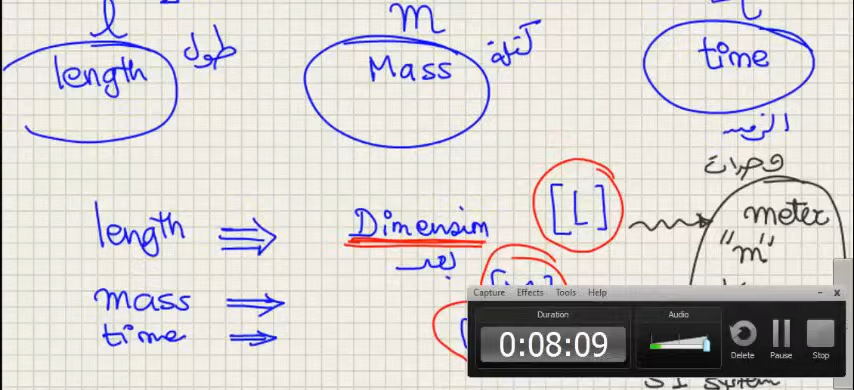 l m t
length طول Mass كتلة time
الزمن
وحدات
length ⇒ Dimension [L] meter
بعد "m"
mass ⇒
time ⇒
Capture Effects Tools Help
Duration Audio
0:08:09
Delete Pause Stop
SI system